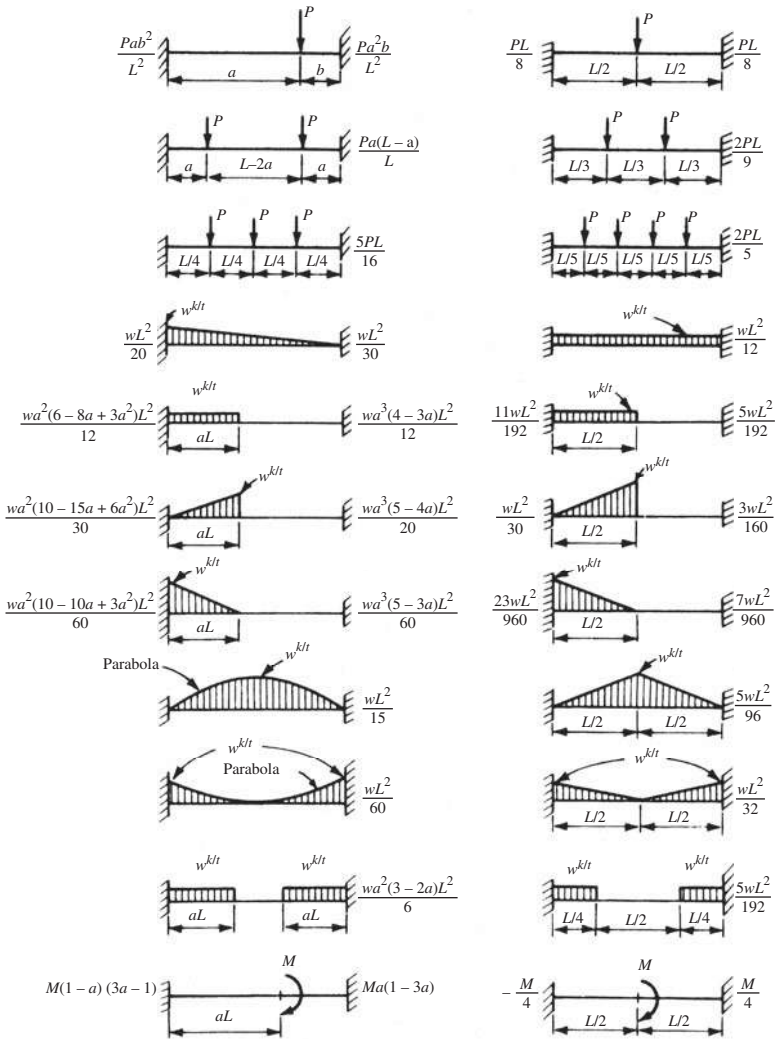 P P
Pab²/L² Pa²b/L² PL/8 PL/8
a b L/2 L/2
P P P P
Pa(L – a)/L 2PL/9
a L–2a a L/3 L/3 L/3
P P P P P P P
5PL/16 2PL/5
L/4 L/4 L/4 L/4 L/5 L/5 L/5 L/5 L/5
w^k/t w^k/t
wL²/20 wL²/30 wL²/12
w^k/t w^k/t
wa²(6 – 8a + 3a²)L²/12 wa³(4 – 3a)L²/12 11wL²/192 5wL²/192
aL L/2
w^k/t w^k/t
wa²(10 – 15a + 6a²)L²/30 wa³(5 – 4a)L²/20 wL²/30 3wL²/160
aL L/2
w^k/t w^k/t
wa²(10 – 10a + 3a²)L²/60 wa³(5 – 3a)L²/60 23wL²/960 7wL²/960
aL L/2
Parabola w^k/t w^k/t
wL²/15 5wL²/96
L/2 L/2
w^k/t w^k/t
Parabola
wL²/60 wL²/32
L/2 L/2
w^k/t w^k/t w^k/t w^k/t
wa²(3 – 2a)L²/6 5wL²/192
aL aL L/4 L/2 L/4
M M
M(1 – a) (3a – 1) Ma(1 – 3a) – M/4 M/4
aL L/2 L/2